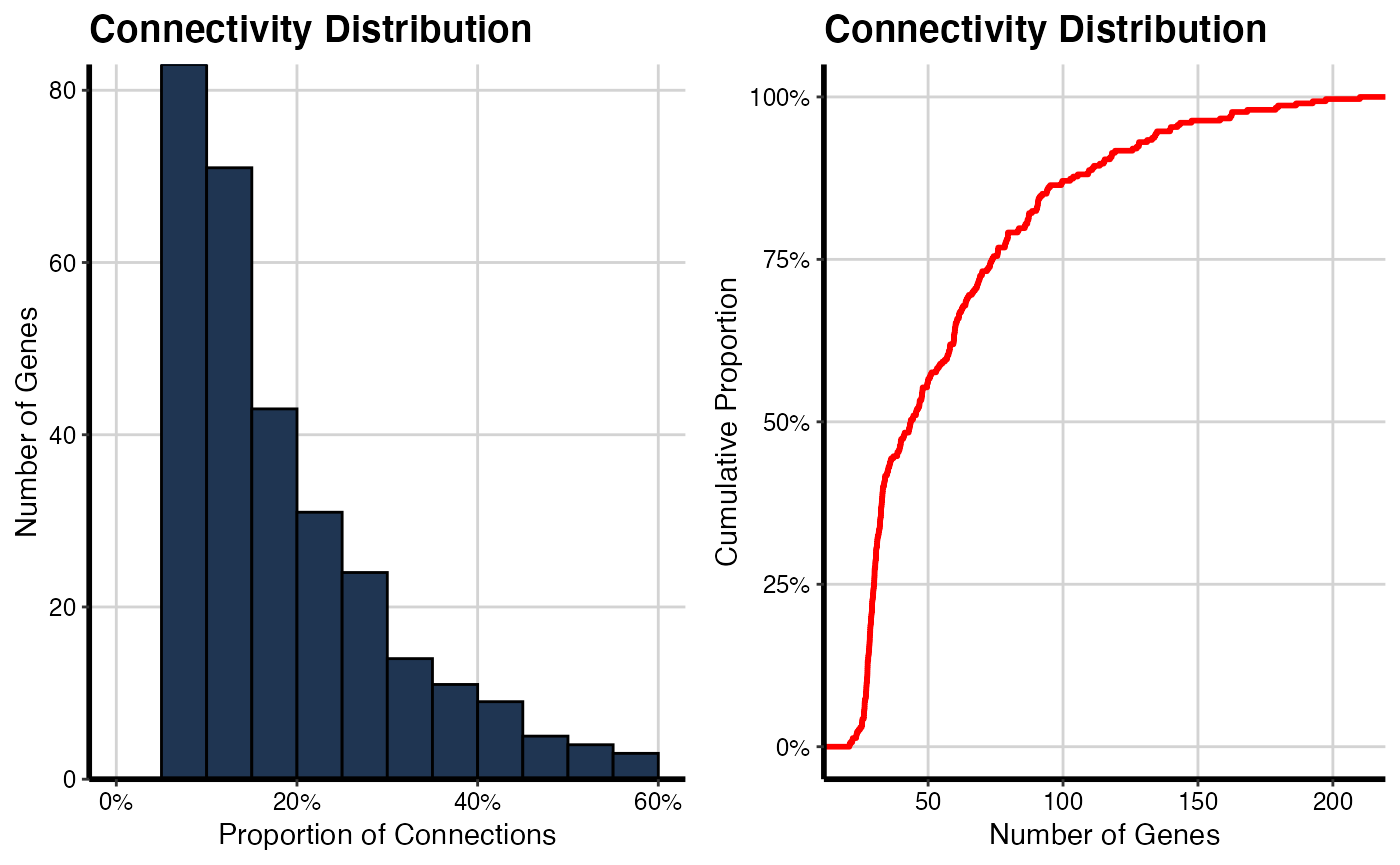 Connectivity Distribution
80
60
40
20
0
Number of Genes
0% 20% 40% 60%
Proportion of Connections
Connectivity Distribution
100%
75%
50%
25%
0%
Cumulative Proportion
50 100 150 200
Number of Genes